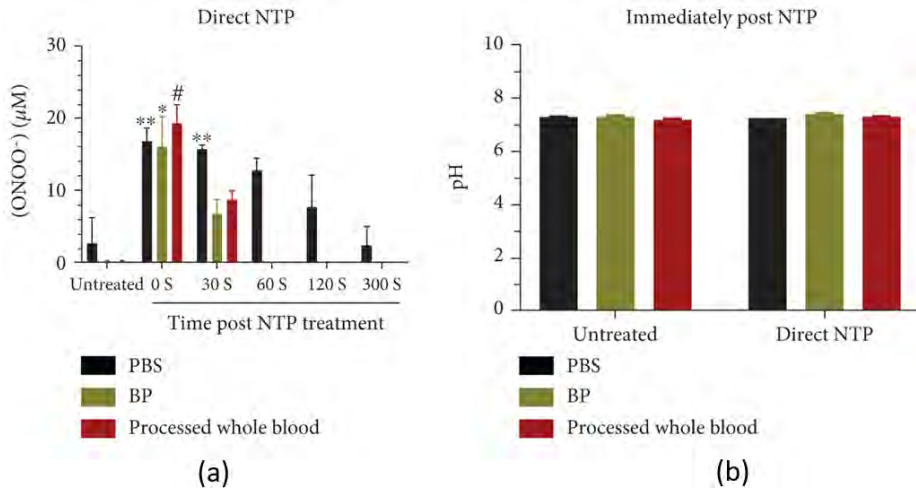 Direct NTP
30
20
10
0
(ONOO-) (µM)
**
*
#
**
Untreated 0 S 30 S 60 S 120 S 300 S
Time post NTP treatment
PBS
BP
Processed whole blood
(a)
Immediately post NTP
10
8
6
4
2
0
pH
Untreated Direct NTP
PBS
BP
Processed whole blood
(b)